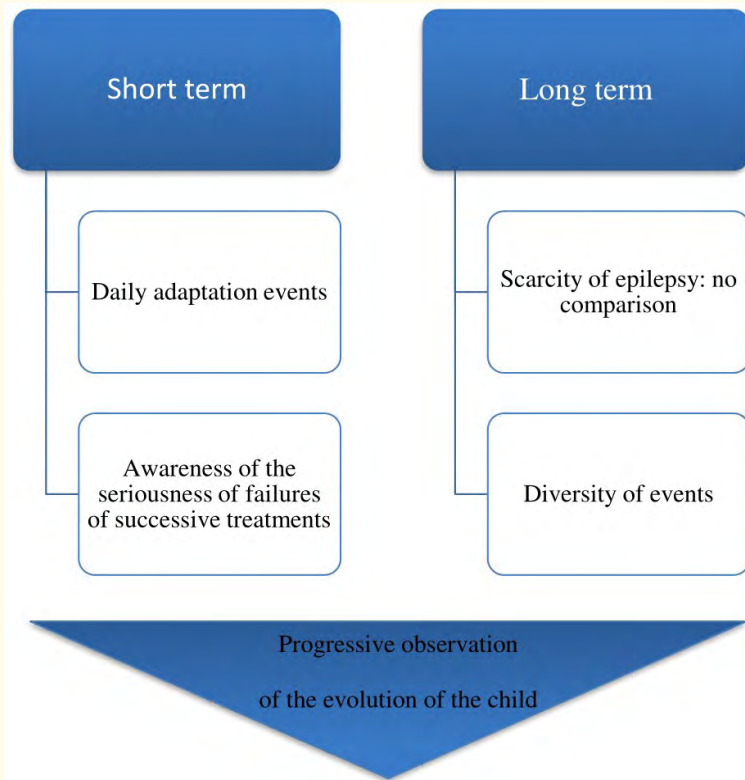 Short term
Daily adaptation events
Awareness of the
seriousness of failures
of successive treatments
Long term
Scarcity of epilepsy: no
comparison
Diversity of events
Progressive observation
of the evolution of the child